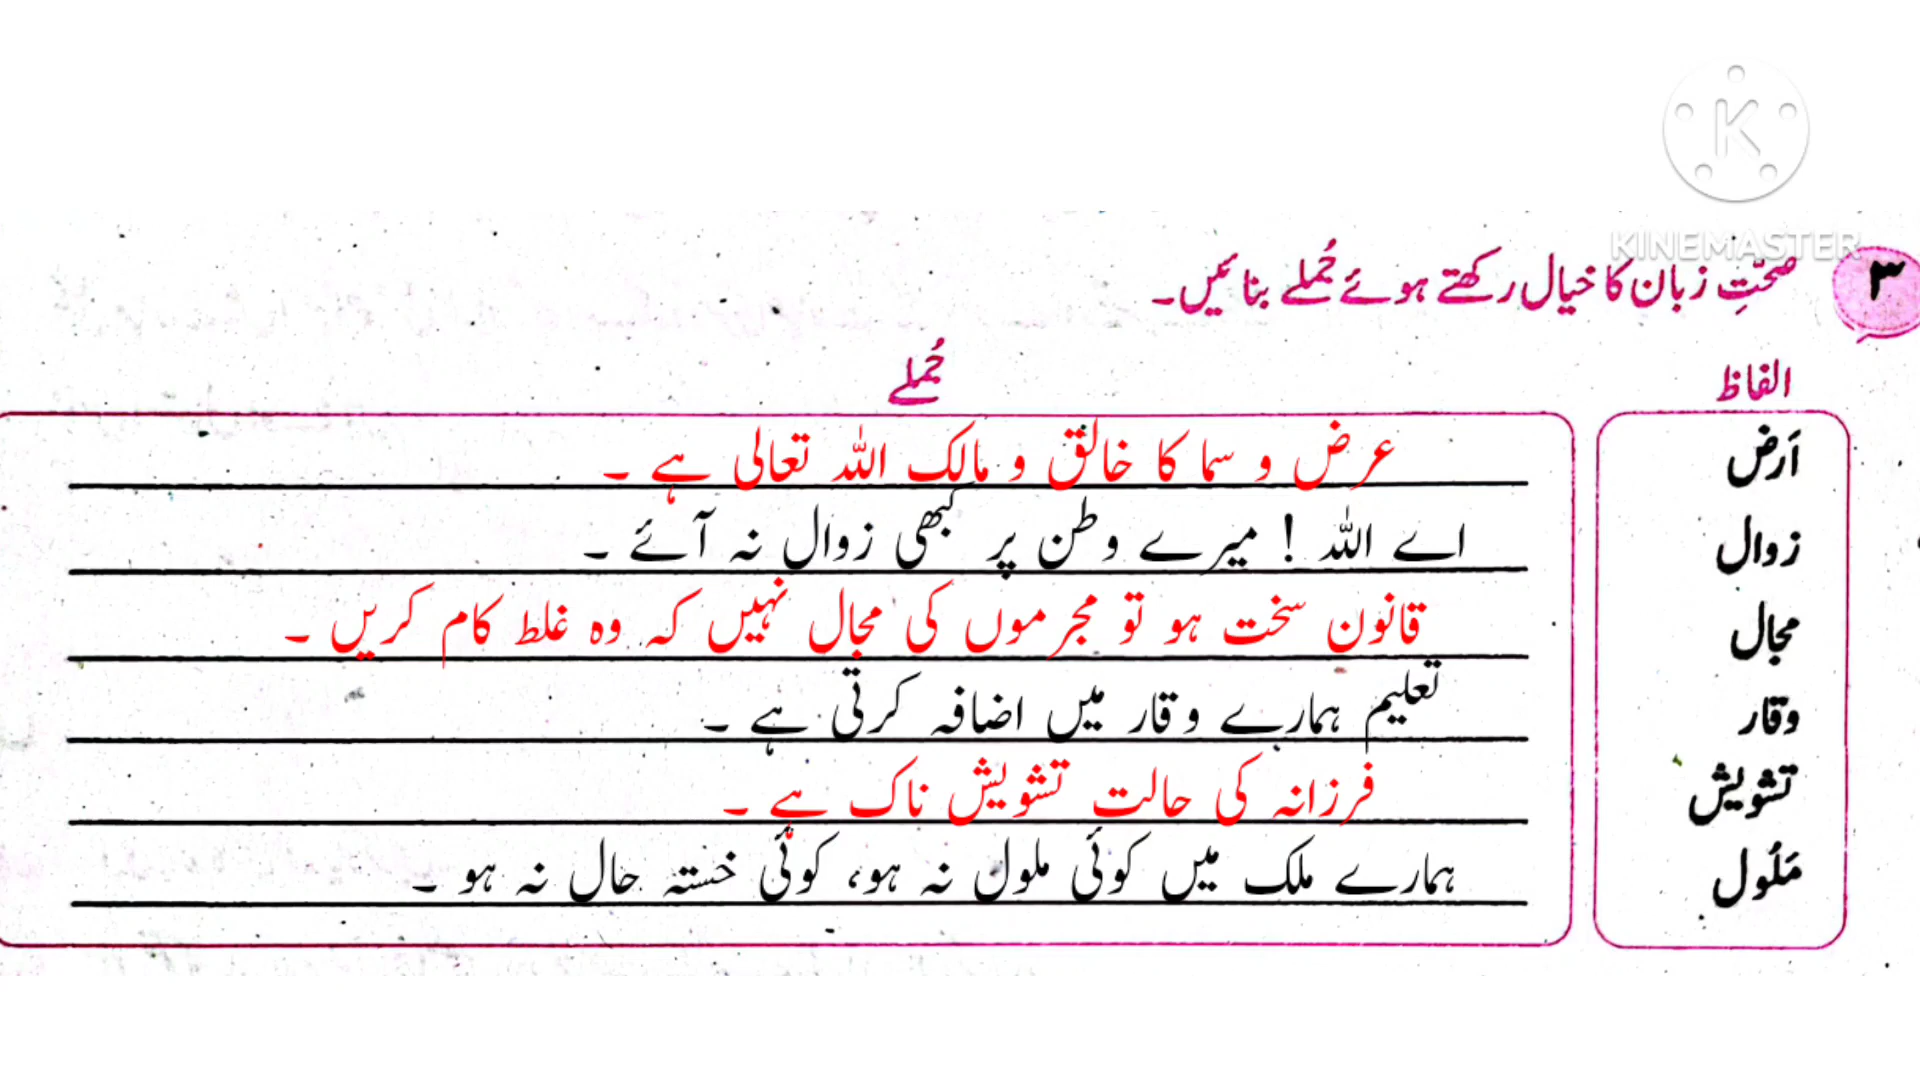 KINEMASTER
۳ صحّتِ زبان کا خیال رکھتے ہوئے جُملے بنائیں۔
الفاظ جُملے
اَرض عرض و سما کا خالق و مالک اللہ تعالی ہے ۔
زوال اے اللہ ! میرے وطن پر کبھی زوال نہ آئے ۔
مجال قانون سخت ہو تو مجرموں کی مجال نہیں کہ وہ غلط کام کریں ۔
وقار تعلیم ہمارے وقار میں اضافہ کرتی ہے ۔
تشویش فرزانہ کی حالت تشویش ناک ہے ۔
مَلُول ہمارے ملک میں کوئی ملول نہ ہو، کوئی خستہ حال نہ ہو ۔